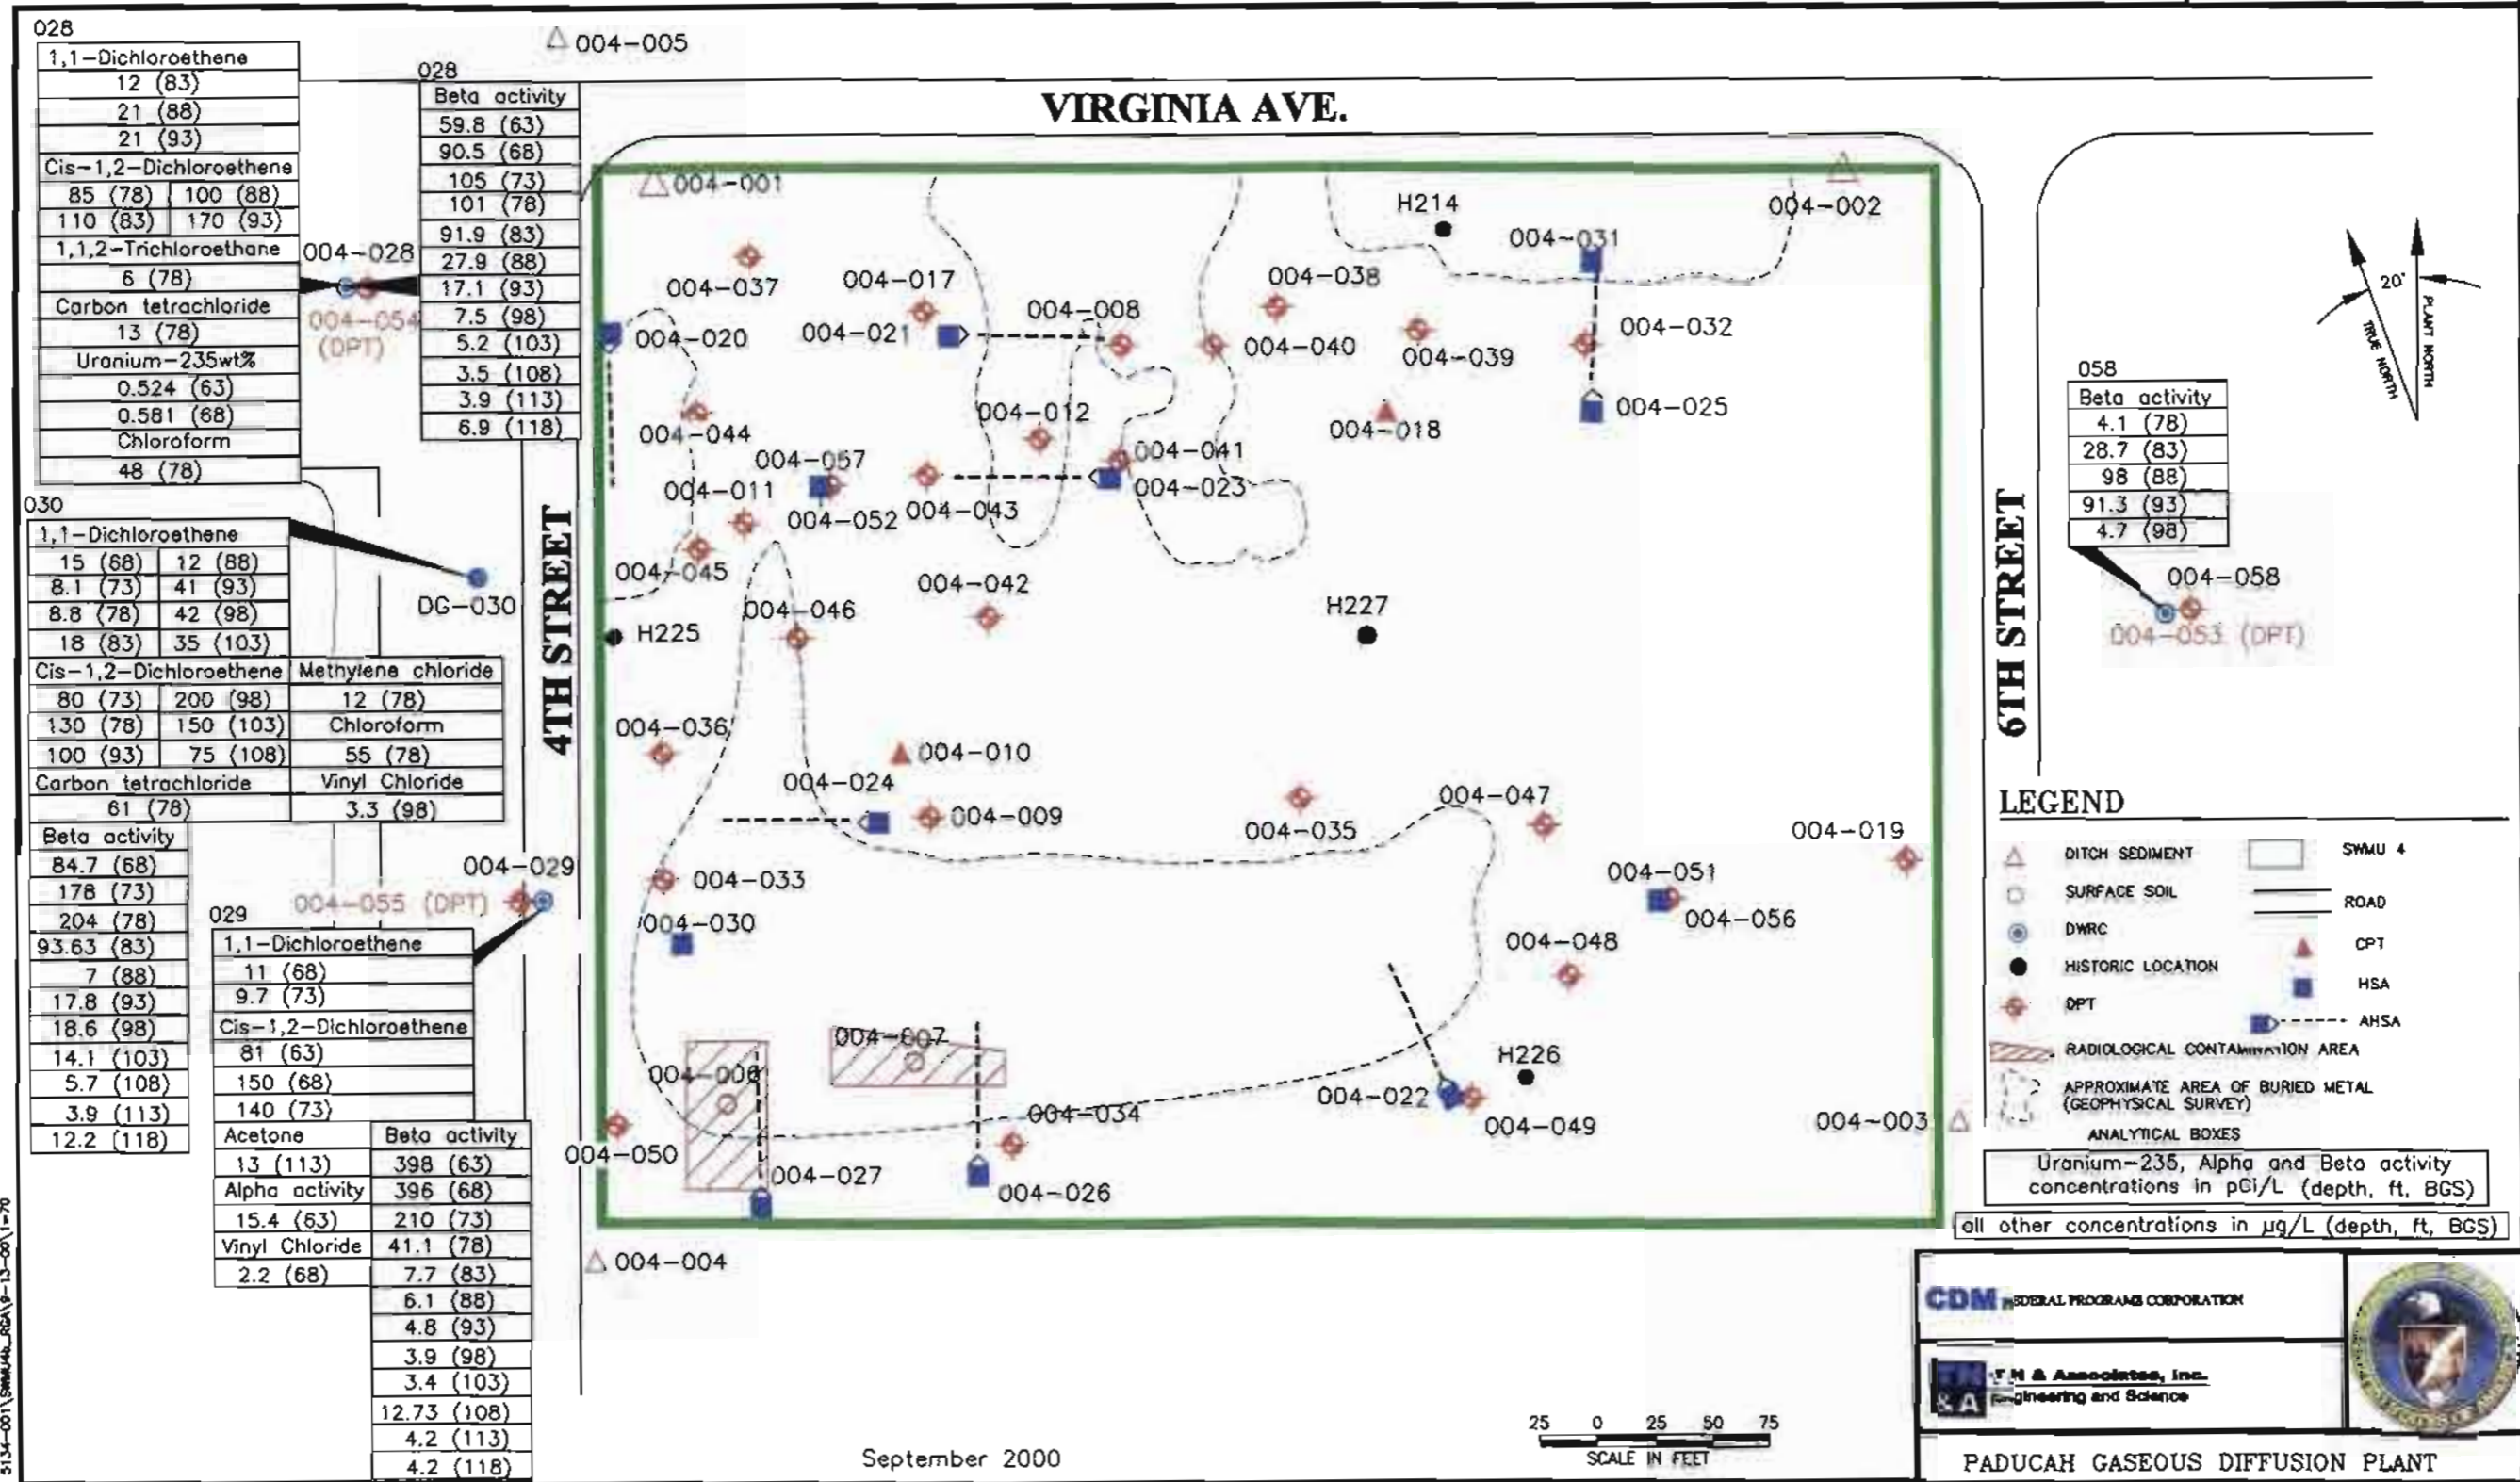 028
1,1-Dichloroethene
12 (83)
21 (88)
21 (93)
Cis-1,2-Dichloroethene
85 (78) 100 (88)
110 (83) 170 (93)
1,1,2-Trichloroethane
6 (78)
Carbon tetrachloride
13 (78)
Uranium-235wt%
0.524 (63)
0.581 (68)
Chloroform
48 (78)
028
Beta activity
59.8 (63)
90.5 (68)
105 (73)
101 (78)
91.9 (83)
27.9 (88)
17.1 (93)
7.5 (98)
5.2 (103)
3.5 (108)
3.9 (113)
6.9 (118)
004-028
004-054
(DPT)
030
1,1-Dichloroethene
15 (68) 12 (88)
8.1 (73) 41 (93)
8.8 (78) 42 (98)
18 (83) 35 (103)
Cis-1,2-Dichloroethene Methylene chloride
80 (73) 200 (98) 12 (78)
130 (78) 150 (103) Chloroform
100 (93) 75 (108) 55 (78)
Carbon tetrachloride Vinyl Chloride
61 (78) 3.3 (98)
Beta activity
84.7 (68)
178 (73)
204 (78)
93.63 (83)
7 (88)
17.8 (93)
18.6 (98)
14.1 (103)
5.7 (108)
3.9 (113)
12.2 (118)
DG-030
004-029
004-055 (DPT)
029
1,1-Dichloroethene
11 (68)
9.7 (73)
Cis-1,2-Dichloroethene
81 (63)
150 (68)
140 (73)
Acetone
13 (113)
Alpha activity
15.4 (63)
Vinyl Chloride
2.2 (68)
Beta activity
398 (63)
396 (68)
210 (73)
41.1 (78)
7.7 (83)
6.1 (88)
4.8 (93)
3.9 (98)
3.4 (103)
12.73 (108)
4.2 (113)
4.2 (118)
004-005
VIRGINIA AVE.
4TH STREET
6TH STREET
004-001
004-002
H214
004-031
004-037
004-017
004-038
004-008
004-020
004-021
004-040
004-039
004-032
004-044
004-012
004-018
004-025
004-057
004-041
004-011
004-023
004-052
004-043
004-045
004-042
004-046
H225
H227
004-036
004-010
004-024
004-009
004-035
004-047
004-019
004-033
004-051
004-030
004-056
004-048
004-007
004-006
H226
004-022
004-034
004-049
004-003
004-050
004-027
004-026
004-004
20'
TRUE NORTH
PLANT NORTH
058
Beta activity
4.1 (78)
28.7 (83)
98 (88)
91.3 (93)
4.7 (98)
004-058
004-053 (DPT)
LEGEND
DITCH SEDIMENT
SURFACE SOIL
DWRC
HISTORIC LOCATION
DPT
SWMU 4
ROAD
CPT
HSA
AHSA
RADIOLOGICAL CONTAMINATION AREA
APPROXIMATE AREA OF BURIED METAL
(GEOPHYSICAL SURVEY)
ANALYTICAL BOXES
Uranium-235, Alpha and Beta activity
concentrations in pCi/L (depth, ft, BGS)
all other concentrations in µg/L (depth, ft, BGS)
CDM FEDERAL PROGRAMS CORPORATION
& Associates, Inc.
Engineering and Science
PADUCAH GASEOUS DIFFUSION PLANT
25 0 25 50 75
SCALE IN FEET
September 2000